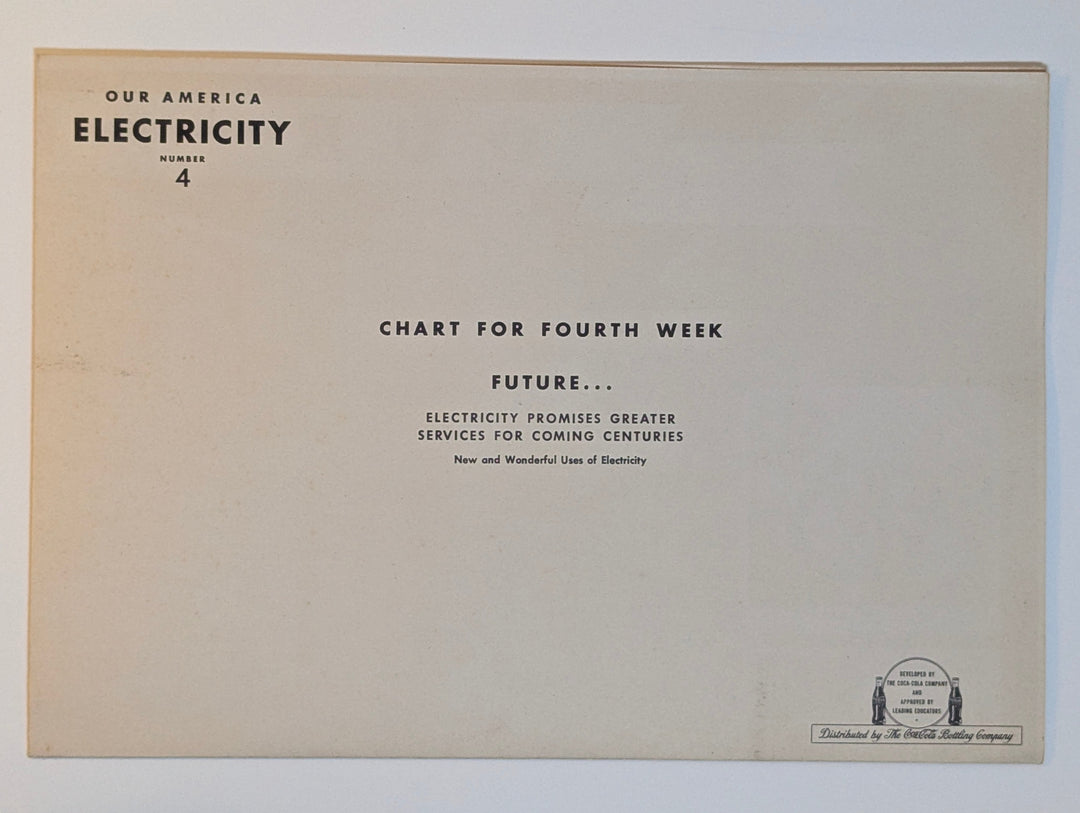 OUR AMERICA
ELECTRICITY
NUMBER
4
CHART FOR FOURTH WEEK
FUTURE...
ELECTRICITY PROMISES GREATER
SERVICES FOR COMING CENTURIES
New and Wonderful Uses of Electricity
DEVELOPED BY
THE COCA-COLA COMPANY
AND
APPROVED BY
LEADING EDUCATORS
Distributed by The Coca-Cola Bottling Company